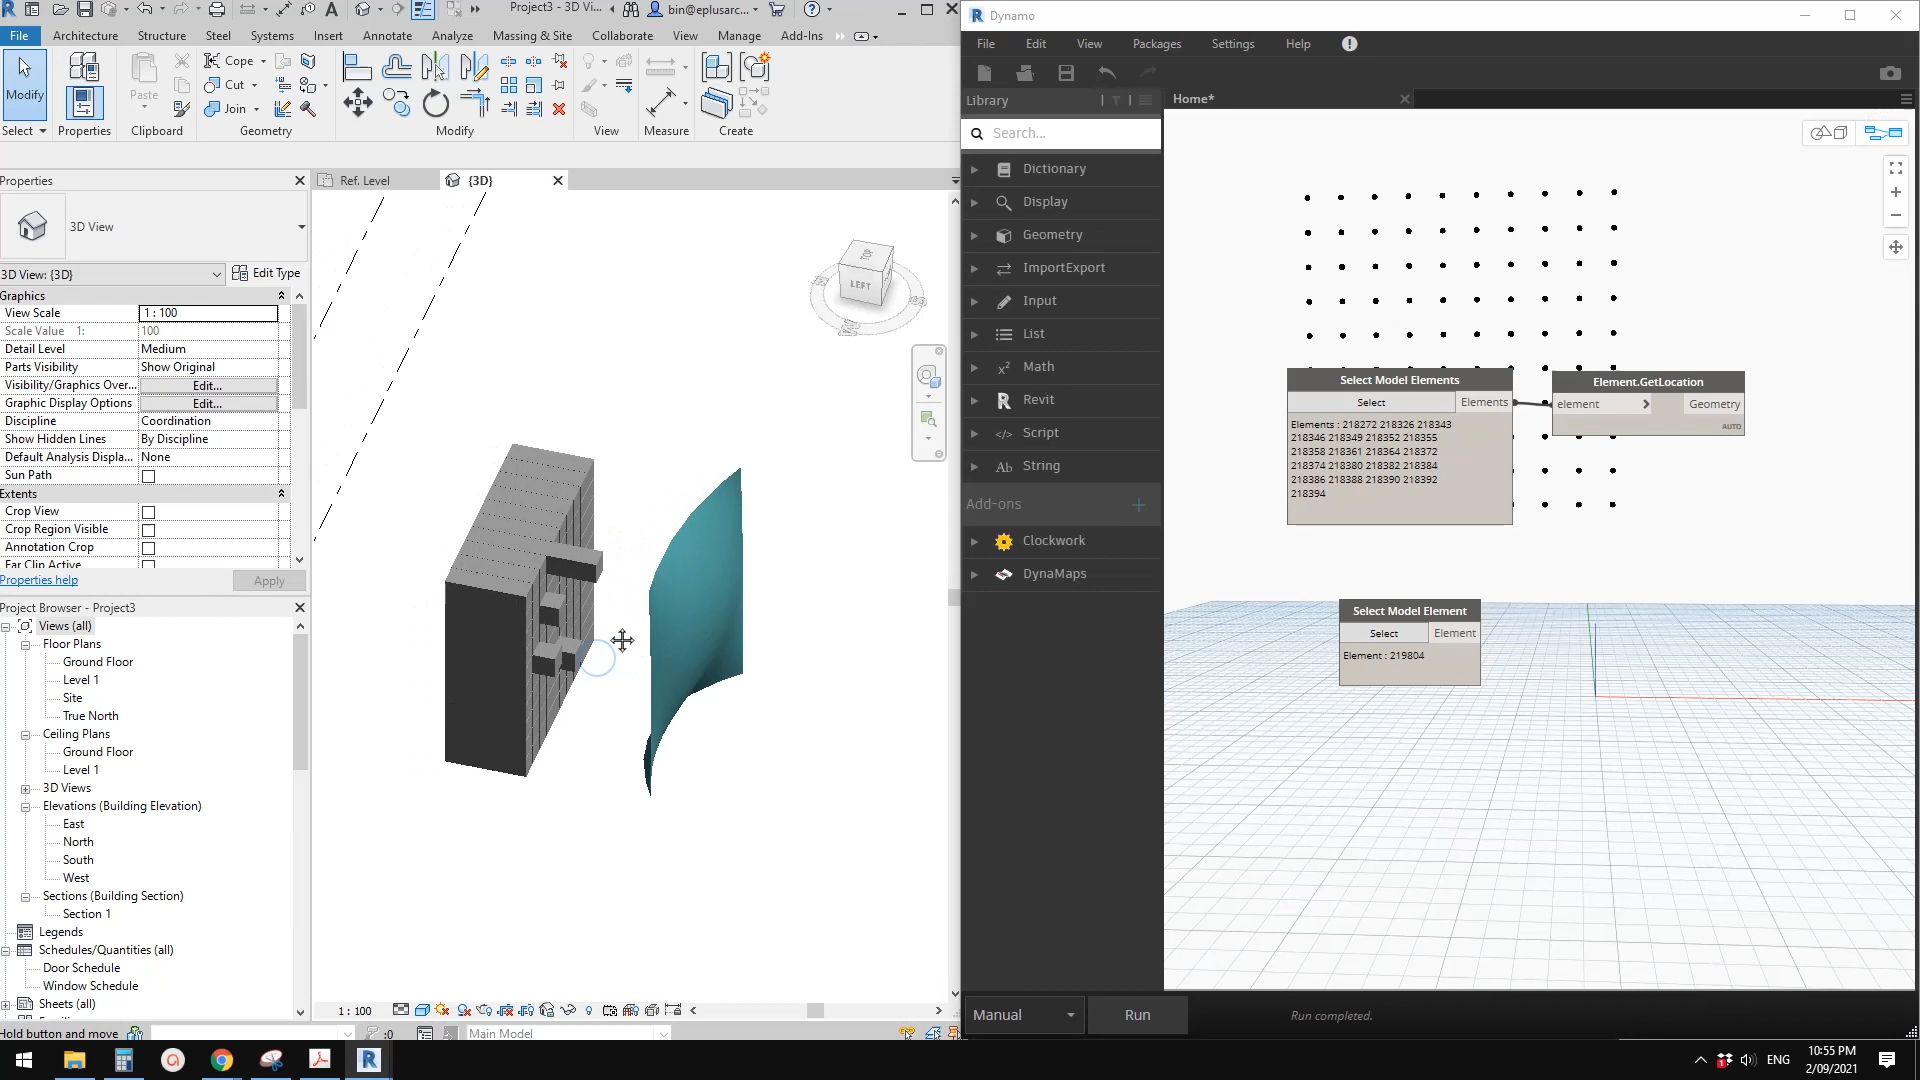 Project3 - 3D Vi...
bin@eplusarc...
File
Architecture
Structure
Steel
Systems
Insert
Annotate
Analyze
Massing & Site
Collaborate
View
Manage
Add-Ins
Modify
Paste
Cope
Cut
Join
Select
Properties
Clipboard
Geometry
Modify
View
Measure
Create
Properties
3D View
3D View: {3D}
Edit Type
Graphics
View Scale
1 : 100
Scale Value 1:
100
Detail Level
Medium
Parts Visibility
Show Original
Visibility/Graphics Over...
Edit...
Graphic Display Options
Edit...
Discipline
Coordination
Show Hidden Lines
By Discipline
Default Analysis Displa...
None
Sun Path
Extents
Crop View
Crop Region Visible
Annotation Crop
Far Clip Active
Properties help
Apply
Project Browser - Project3
Views (all)
Floor Plans
Ground Floor
Level 1
Site
True North
Ceiling Plans
Ground Floor
Level 1
3D Views
Elevations (Building Elevation)
East
North
South
West
Sections (Building Section)
Section 1
Legends
Schedules/Quantities (all)
Door Schedule
Window Schedule
Sheets (all)
Ref. Level
{3D}
LEFT
1 : 100
Hold button and move
:0
Main Model
Dynamo
File
Edit
View
Packages
Settings
Help
Library
Home*
Search...
Dictionary
Display
Geometry
ImportExport
Input
List
Math
Revit
Script
String
Add-ons
Clockwork
DynaMaps
Select Model Elements
Select
Elements
Elements : 218272 218326 218343
218346 218349 218352 218355
218358 218361 218364 218372
218374 218380 218382 218384
218386 218388 218390 218392
218394
Element.GetLocation
element
Geometry
AUTO
Select Model Element
Select
Element
Element : 219804
Manual
Run
Run completed.
ENG
10:55 PM
2/09/2021